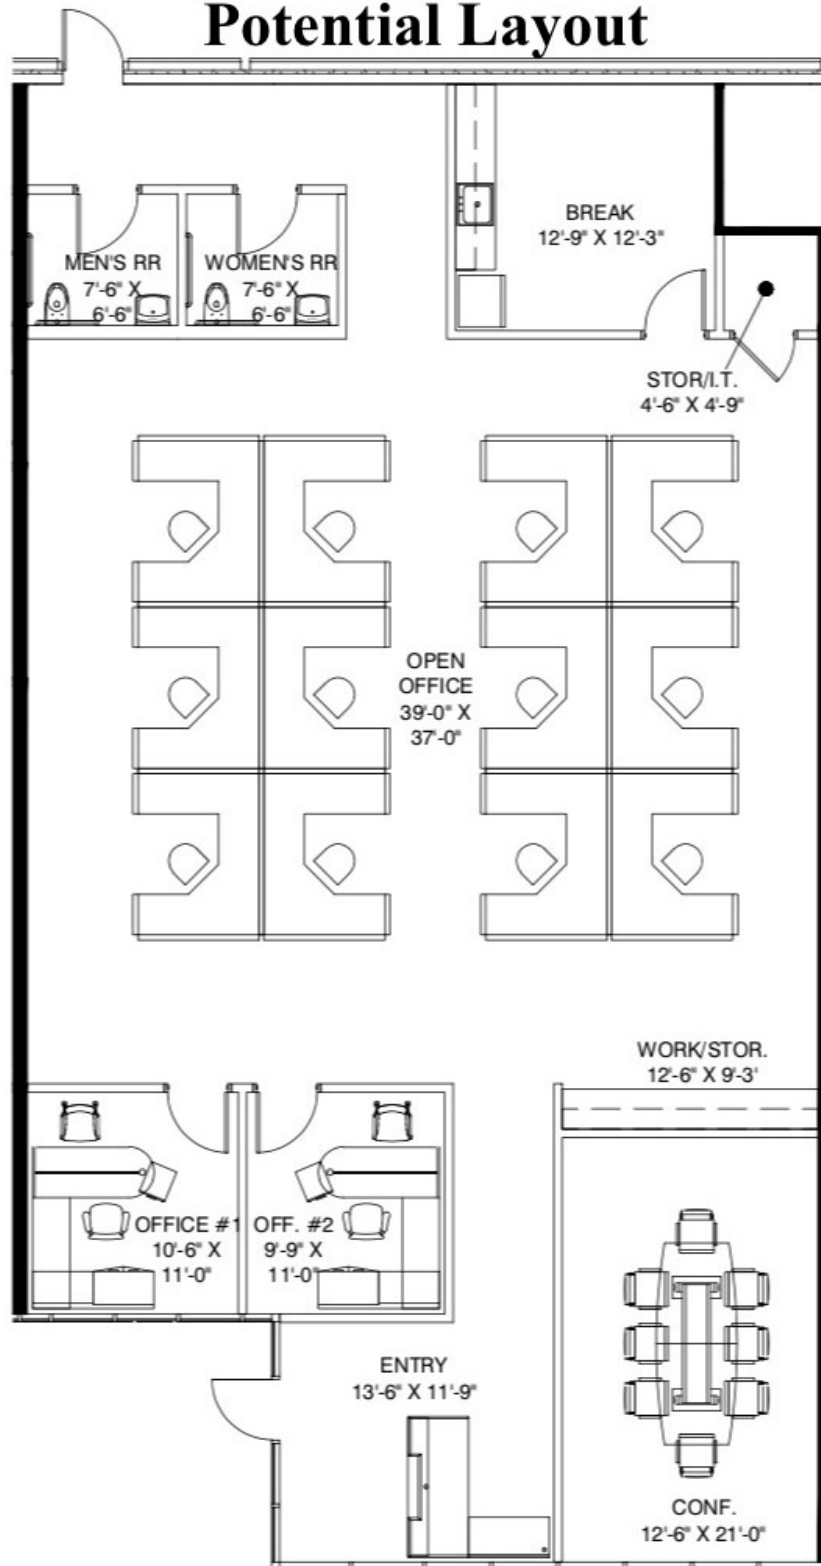 Potential Layout
BREAK
12'-9" X 12'-3"
MEN'S RR
7'-6" X
6'-6"
WOMEN'S RR
7'-6" X
6'-6"
STOR/I.T.
4'-6" X 4'-9"
OPEN
OFFICE
39'-0" X
37'-0"
WORK/STOR.
12'-6" X 9'-3'
OFFICE #1
10'-6" X
11'-0"
OFF. #2
9'-9" X
11'-0"
ENTRY
13'-6" X 11'-9"
CONF.
12'-6" X 21'-0"